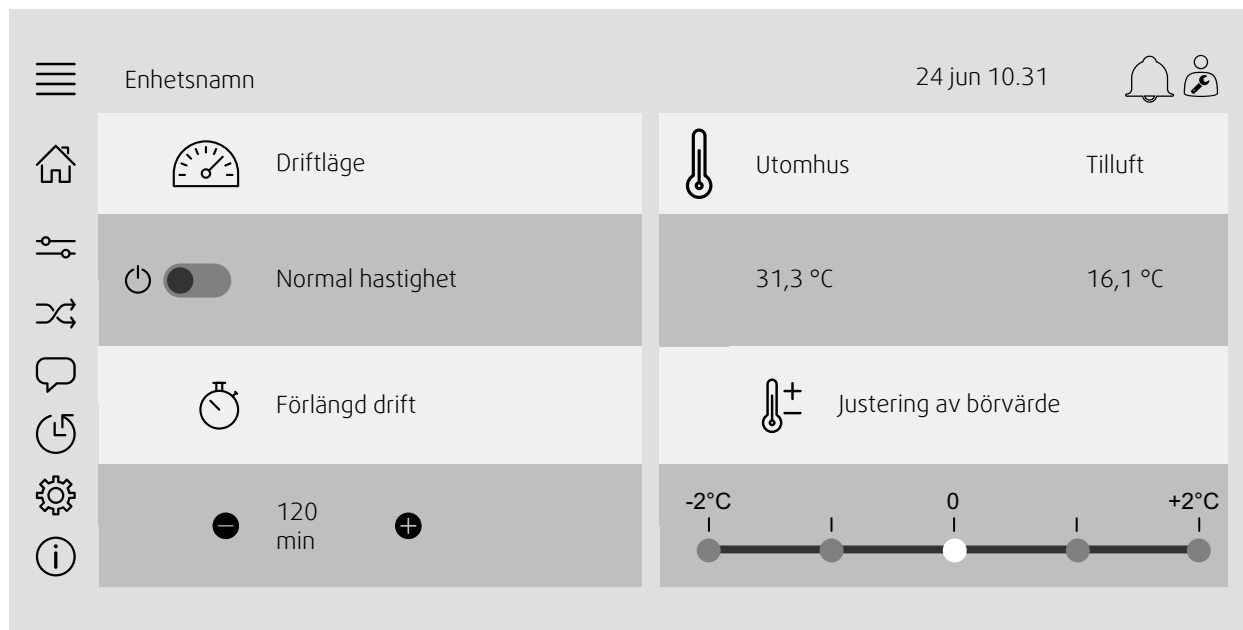 Enhetsnamn
24 jun 10.31
Driftläge
Utomhus
Tilluft
Normal hastighet
31,3 °C
16,1 °C
Förlängd drift
Justering av börvärde
120
min
-2°C
0
+2°C